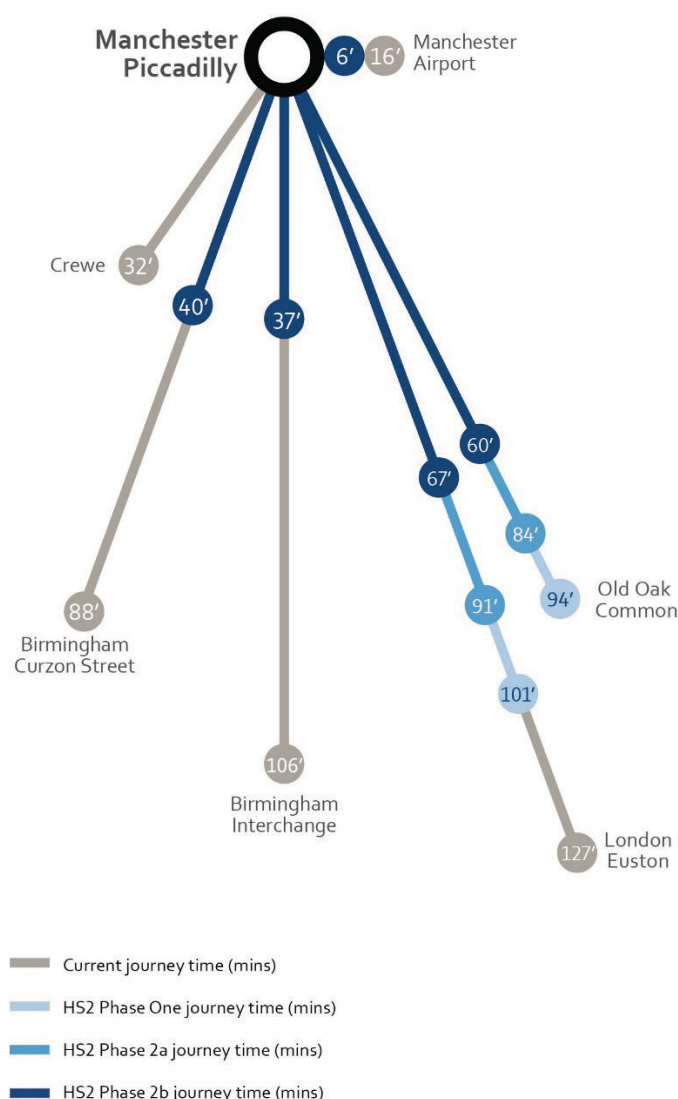 Manchester
Piccadilly
6′
16′
Manchester
Airport
Crewe
32′
40′
37′
60′
67′
84′
91′
94′
Old Oak
Common
88′
Birmingham
Curzon Street
101′
106′
Birmingham
Interchange
127′
London
Euston
Current journey time (mins)
HS2 Phase One journey time (mins)
HS2 Phase 2a journey time (mins)
HS2 Phase 2b journey time (mins)